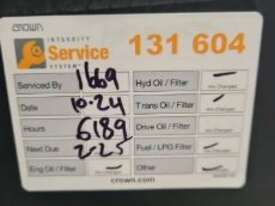 CROWN
INTEGRITY
Service
SYSTEM
131 604
Serviced By 1669
Hyd Oil / Filter
Date 10.24
Trans Oil / Filter
Hours 6189
Drive Oil / Filter
Next Due 2.25
Fuel / LPG Filter
Eng Oil / Filter
Other
crown.com